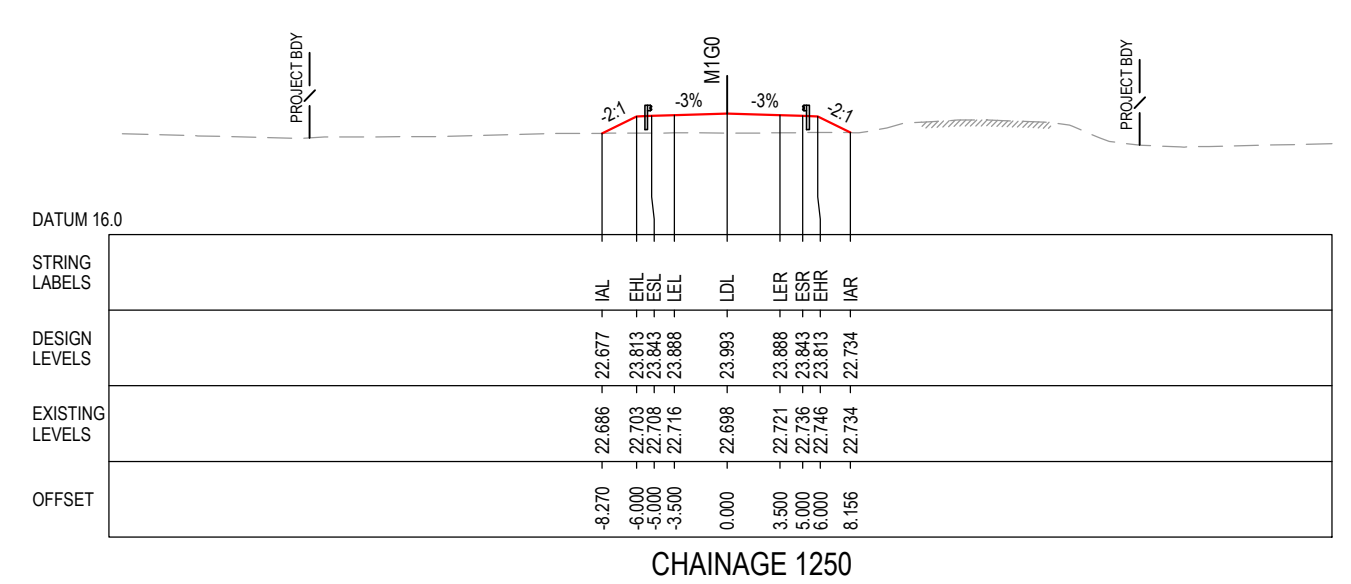 PROJECT BDY
M1G0
PROJECT BDY
-2:1
-3%
-3%
-2:1
DATUM 16.0
STRING
LABELS
IAL
EHL
ESL
LEL
LDL
LER
ESR
EHR
IAR
DESIGN
LEVELS
22.677
23.813
23.843
23.888
23.993
23.888
23.843
23.813
22.734
EXISTING
LEVELS
22.686
22.703
22.708
22.716
22.698
22.721
22.736
22.746
22.734
OFFSET
-8.270
-6.000
-5.000
-3.500
0.000
3.500
5.000
6.000
8.156
CHAINAGE 1250